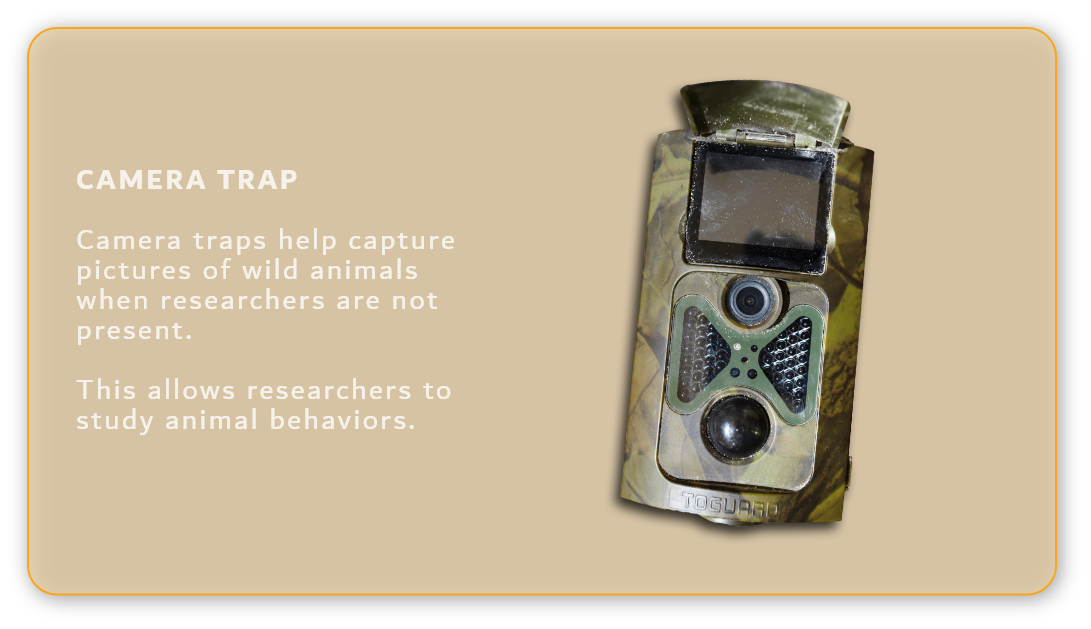 CAMERA TRAP
Camera traps help capture
pictures of wild animals
when researchers are not
present.
This allows researchers to
study animal behaviors.
TOGUARD